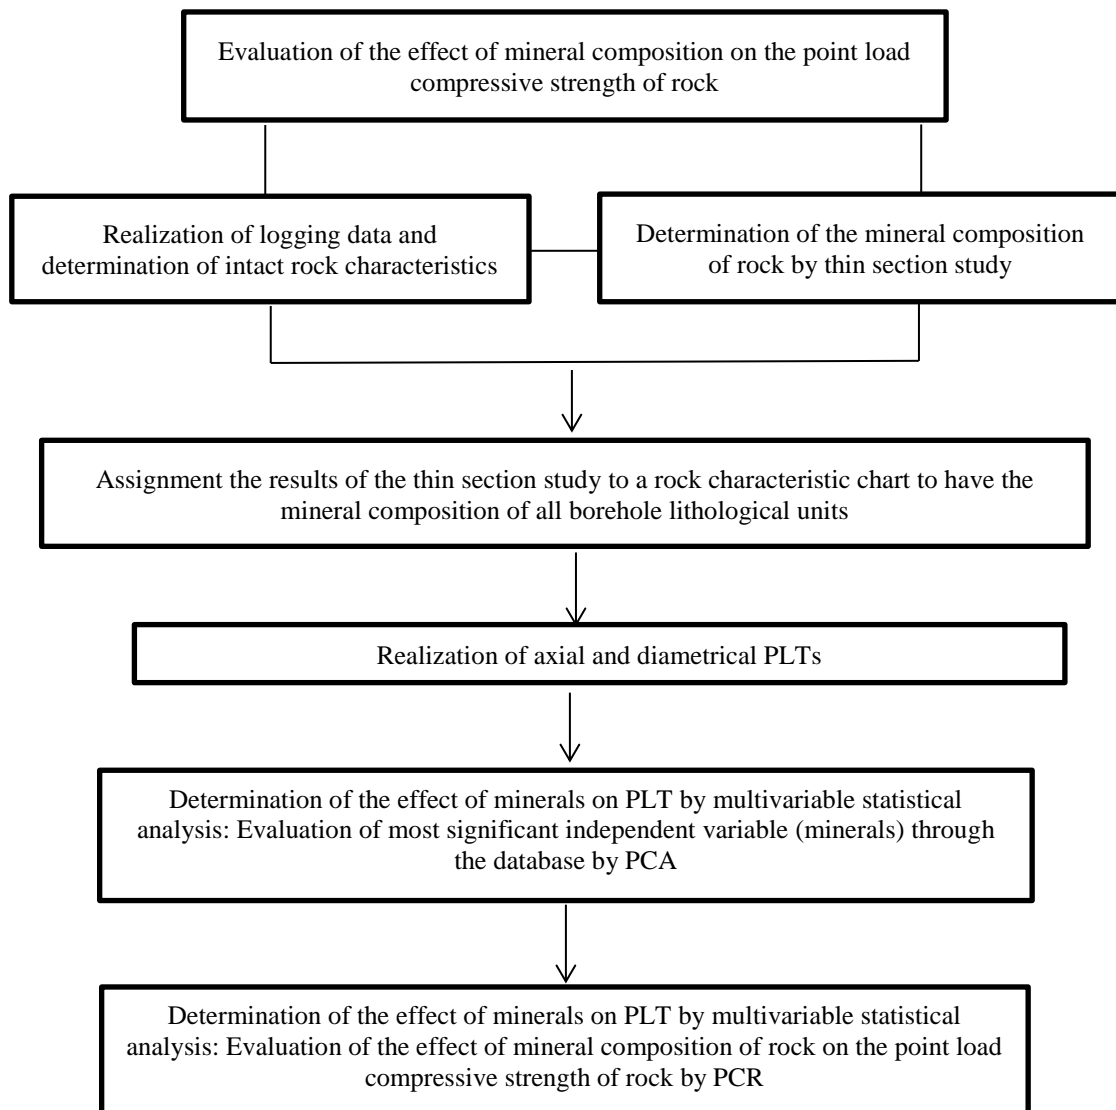 Evaluation of the effect of mineral composition on the point load
compressive strength of rock
Realization of logging data and
determination of intact rock characteristics
Determination of the mineral composition
of rock by thin section study
Assignment the results of the thin section study to a rock characteristic chart to have the
mineral composition of all borehole lithological units
Realization of axial and diametrical PLTs
Determination of the effect of minerals on PLT by multivariable statistical
analysis: Evaluation of most significant independent variable (minerals) through
the database by PCA
Determination of the effect of minerals on PLT by multivariable statistical
analysis: Evaluation of the effect of mineral composition of rock on the point load
compressive strength of rock by PCR